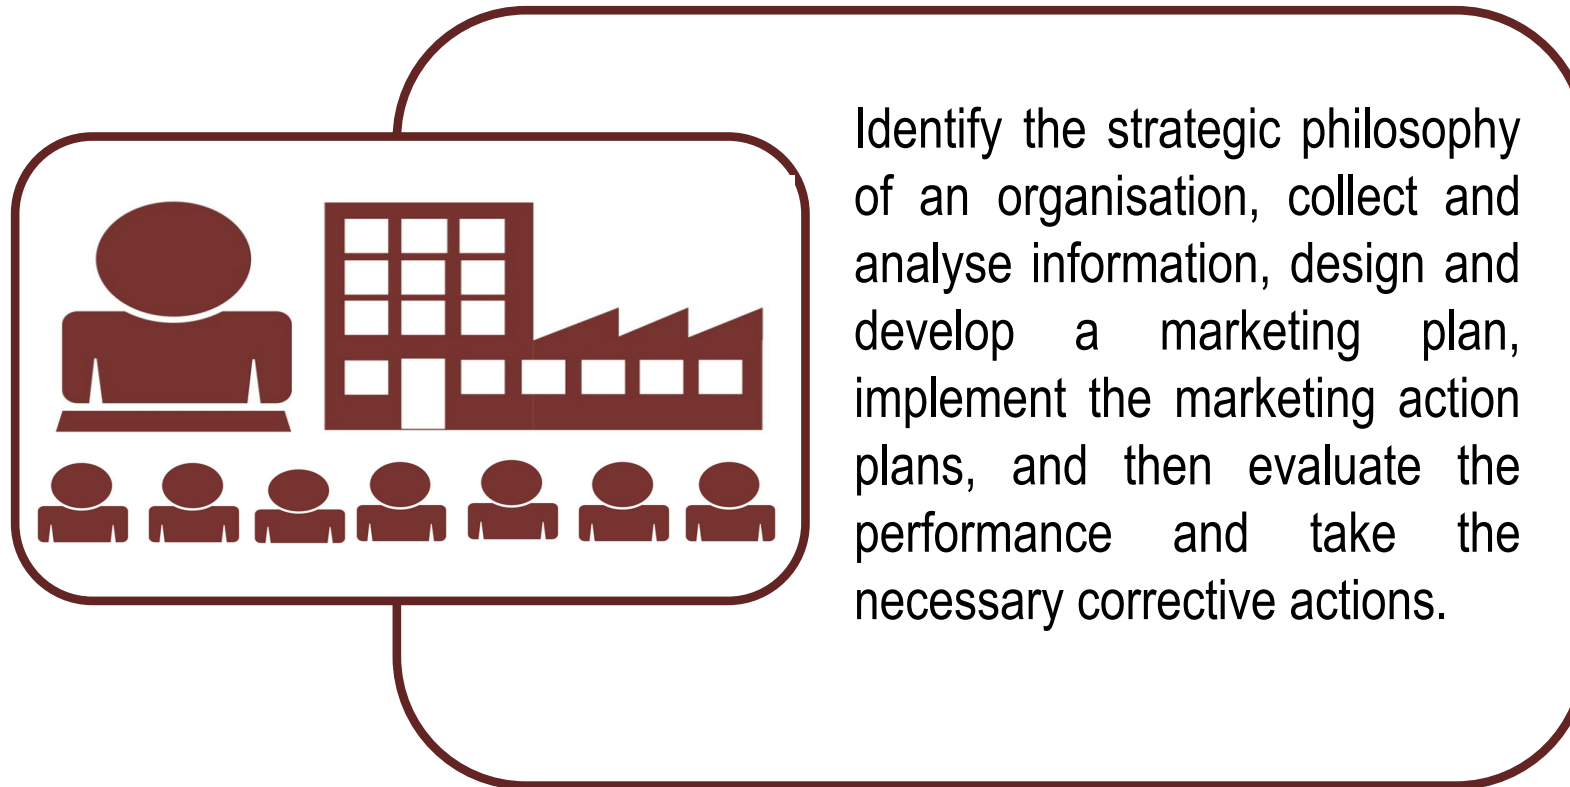 Identify the strategic philosophy
of an organisation, collect and
analyse information, design and
develop a marketing plan,
implement the marketing action
plans, and then evaluate the
performance and take the
necessary corrective actions.